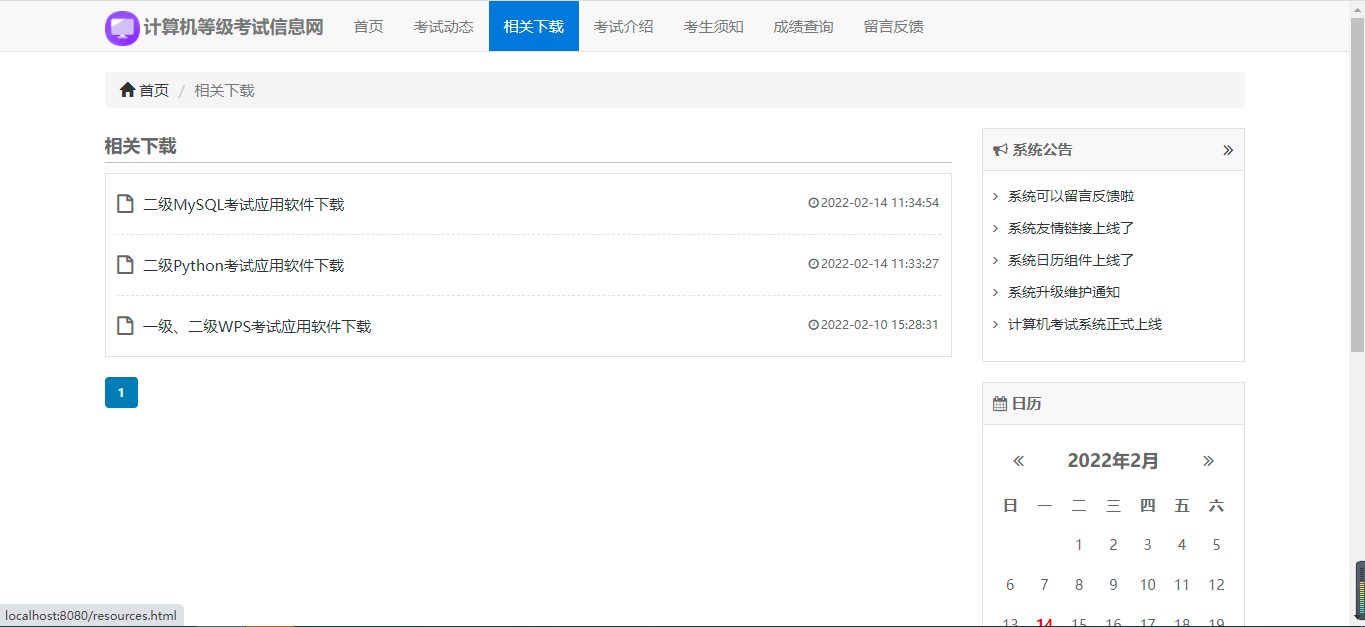 计算机等级考试信息网 首页 考试动态 相关下载 考试介绍 考生须知 成绩查询 留言反馈
首页 / 相关下载
相关下载
二级MySQL考试应用软件下载 2022-02-14 11:34:54
二级Python考试应用软件下载 2022-02-14 11:33:27
一级、二级WPS考试应用软件下载 2022-02-10 15:28:31
1
系统公告 »
› 系统可以留言反馈啦
› 系统友情链接上线了
› 系统日历组件上线了
› 系统升级维护通知
› 计算机考试系统正式上线
日历
« 2022年2月 »
日 一 二 三 四 五 六
1 2 3 4 5
6 7 8 9 10 11 12
13 14 15 16 17 18 19
localhost:8080/resources.html